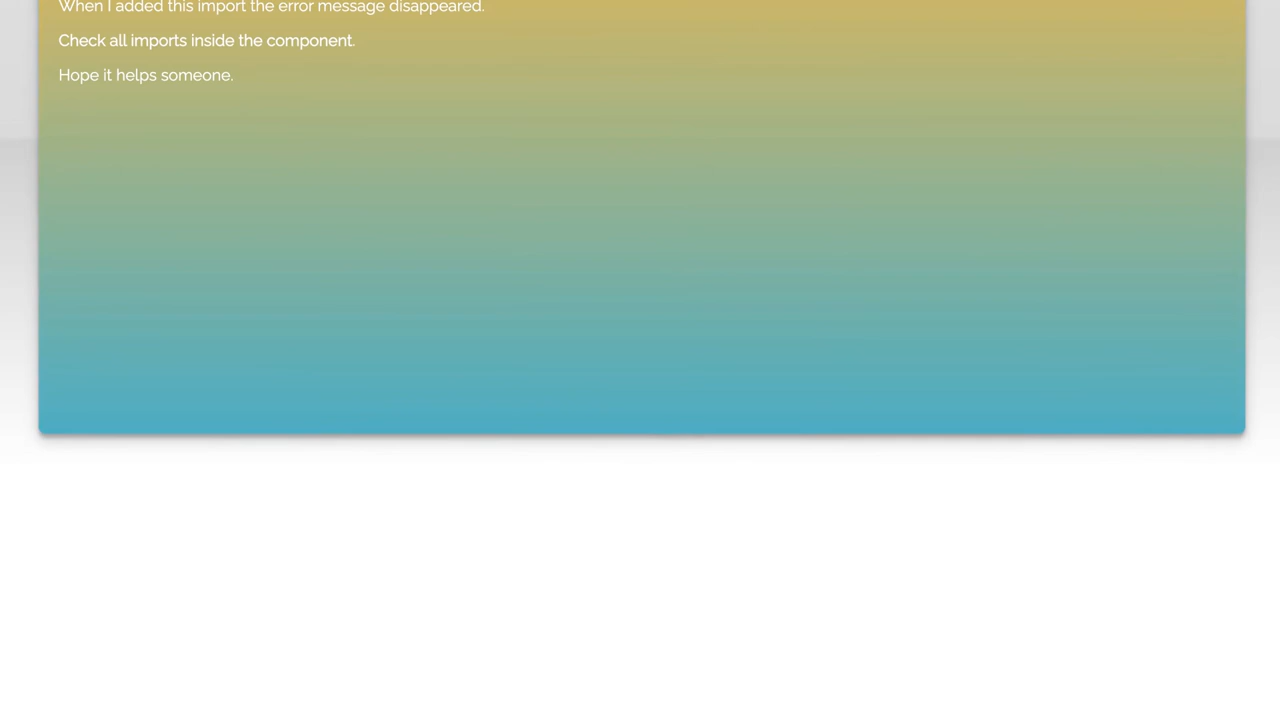 When I added this import the error message disappeared.
Check all imports inside the component.
Hope it helps someone.